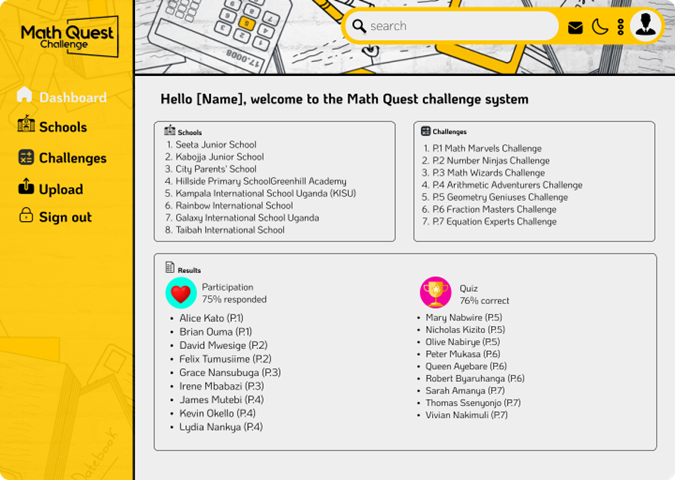 Math Quest
Challenge
search
Dashboard
Schools
Challenges
Upload
Sign out
Hello [Name], welcome to the Math Quest challenge system
Schools
1. Seeta Junior School
2. Kabojja Junior School
3. City Parents' School
4. Hillside Primary SchoolGreenhill Academy
5. Kampala International School Uganda (KISU)
6. Rainbow International School
7. Galaxy International School Uganda
8. Taibah International School
Challenges
1. P.1 Math Marvels Challenge
2. P.2 Number Ninjas Challenge
3. P.3 Math Wizards Challenge
4. P.4 Arithmetic Adventurers Challenge
5. P.5 Geometry Geniuses Challenge
6. P.6 Fraction Masters Challenge
7. P.7 Equation Experts Challenge
Results
Participation
75% responded
• Alice Kato (P.1)
• Brian Ouma (P.1)
• David Mwesige (P.2)
• Felix Tumusiime (P.2)
• Grace Nansubuga (P.3)
• Irene Mbabazi (P.3)
• James Mutebi (P.4)
• Kevin Okello (P.4)
• Lydia Nankya (P.4)
Quiz
76% correct
• Mary Nabwire (P.5)
• Nicholas Kizito (P.5)
• Olive Nabirye (P.5)
• Peter Mukasa (P.6)
• Queen Ayebare (P.6)
• Robert Byaruhanga (P.6)
• Sarah Amanya (P.7)
• Thomas Ssenyonjo (P.7)
• Vivian Nakimuli (P.7)
Notebook
17.0008